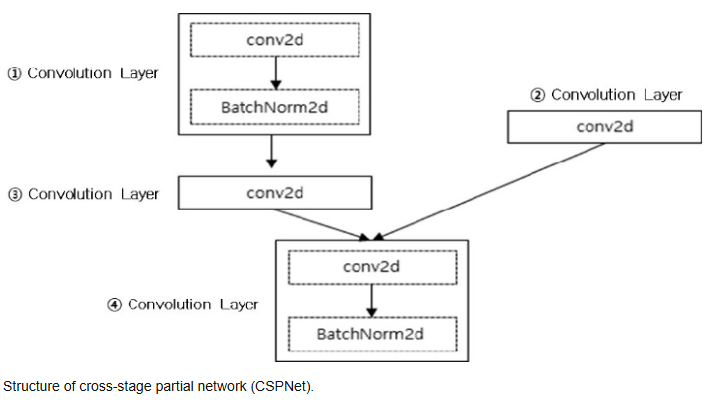 conv2d
① Convolution Layer
BatchNorm2d
② Convolution Layer
conv2d
③ Convolution Layer
conv2d
conv2d
④ Convolution Layer
BatchNorm2d
Structure of cross-stage partial network (CSPNet).